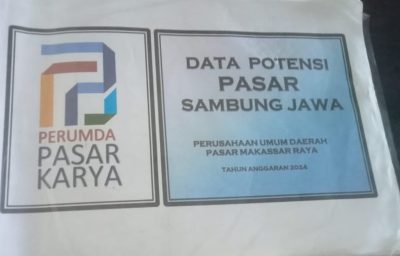 PERUMDA
PASAR
KARYA
DATA POTENSI
PASAR
SAMBUNG JAWA
PERUSAHAAN UMUM DAERAH
PASAR MAKASSAR RAYA
TAHUN ANGGARAN 2024